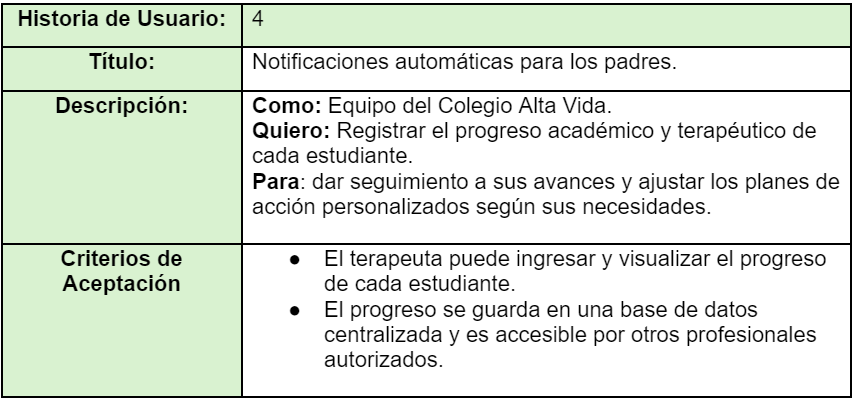 Historia de Usuario: 4
Título: Notificaciones automáticas para los padres.
Descripción: Como: Equipo del Colegio Alta Vida.
Quiero: Registrar el progreso académico y terapéutico de
cada estudiante.
Para: dar seguimiento a sus avances y ajustar los planes de
acción personalizados según sus necesidades.
Criterios de
Aceptación
● El terapeuta puede ingresar y visualizar el progreso
de cada estudiante.
● El progreso se guarda en una base de datos
centralizada y es accesible por otros profesionales
autorizados.